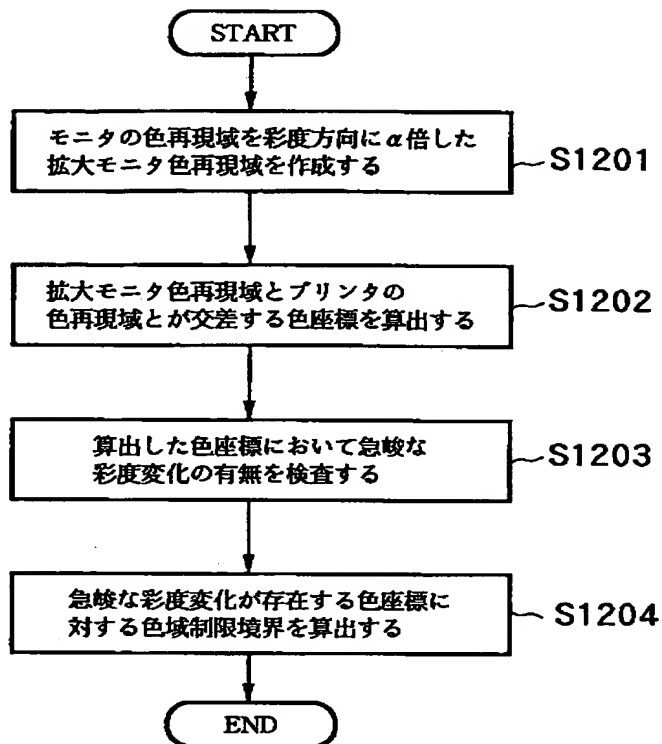 START
モニタの色再現域を彩度方向にα倍した
拡大モニタ色再現域を作成する
S1201
拡大モニタ色再現域とプリンタの
色再現域とが交差する色座標を算出する
S1202
算出した色座標において急峻な
彩度変化の有無を検査する
S1203
急峻な彩度変化が存在する色座標に
対する色域制限境界を算出する
S1204
END